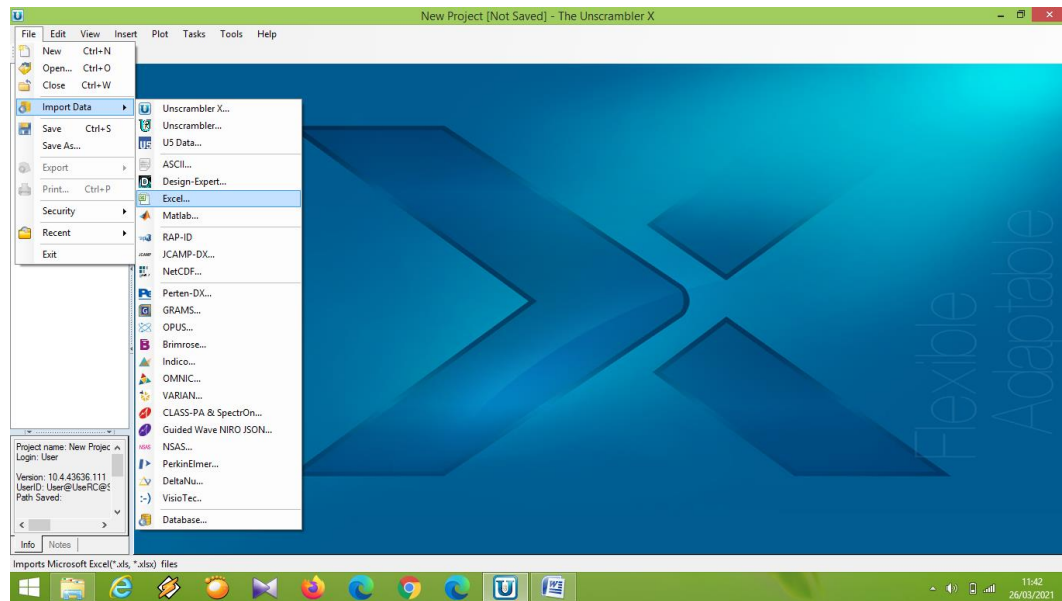 New Project [Not Saved] - The Unscrambler X
File Edit View Insert Plot Tasks Tools Help
New Ctrl+N
Open... Ctrl+O
Close Ctrl+W
Import Data
Save Ctrl+S
Save As...
Export
Print... Ctrl+P
Security
Recent
Exit
Unscrambler X...
Unscrambler...
U5 Data...
ASCII...
Design-Expert...
Excel...
Matlab...
RAP-ID
JCAMP-DX...
NetCDF...
Perten-DX...
GRAMS...
OPUS...
Brimrose...
Indico...
OMNIC...
VARIAN...
CLASS-PA & SpectrOn...
Guided Wave NIRO JSON...
NSAS...
PerkinElmer...
DeltaNu...
VisioTec..
Database...
Flexible
Adaptable
Project name: New Projec
Login: User
Version: 10.4.43636.111
UserID: User@UseRC@S
Path Saved:
Info Notes
Imports Microsoft Excel(*.xls, *.xlsx) files
11:42
26/03/2021